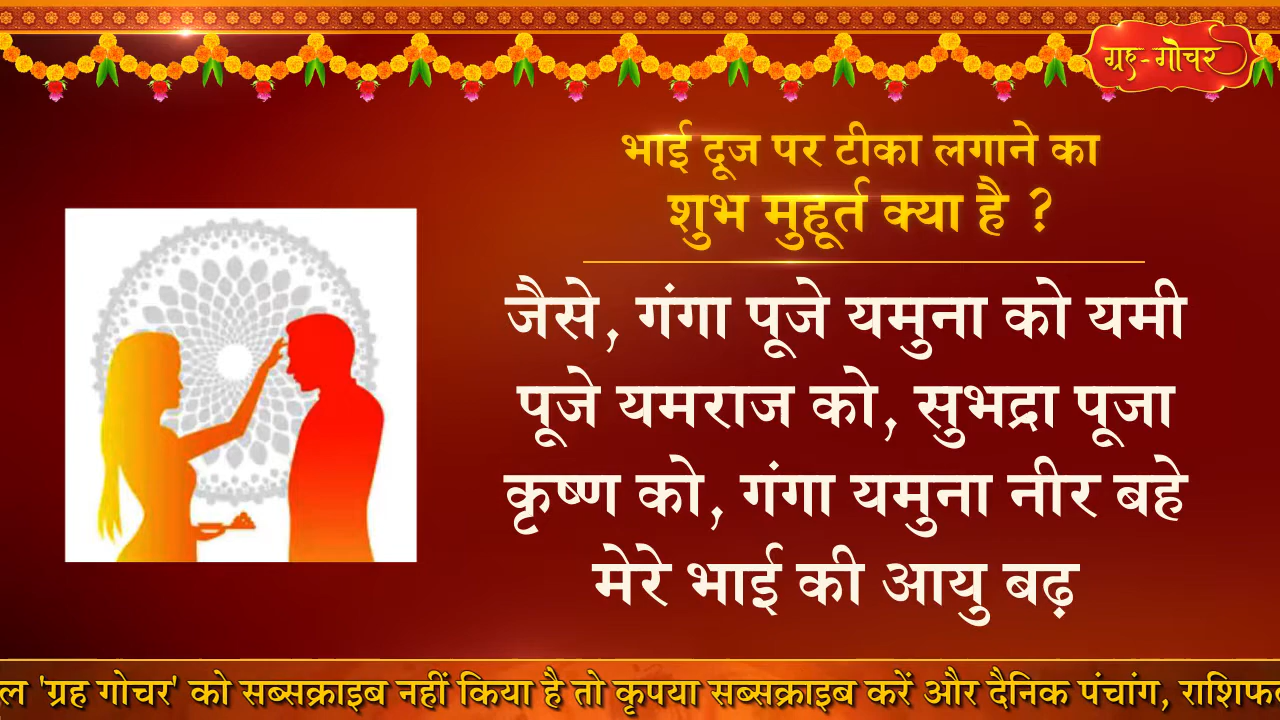 ग्रह-गोचर
भाई दूज पर टीका लगाने का
शुभ मुहूर्त क्या है ?
जैसे, गंगा पूजे यमुना को यमी
पूजे यमराज को, सुभद्रा पूजा
कृष्ण को, गंगा यमुना नीर बहे
मेरे भाई की आयु बढ़
ल 'ग्रह गोचर' को सब्सक्राइब नहीं किया है तो कृपया सब्सक्राइब करें और दैनिक पंचांग, राशिफल